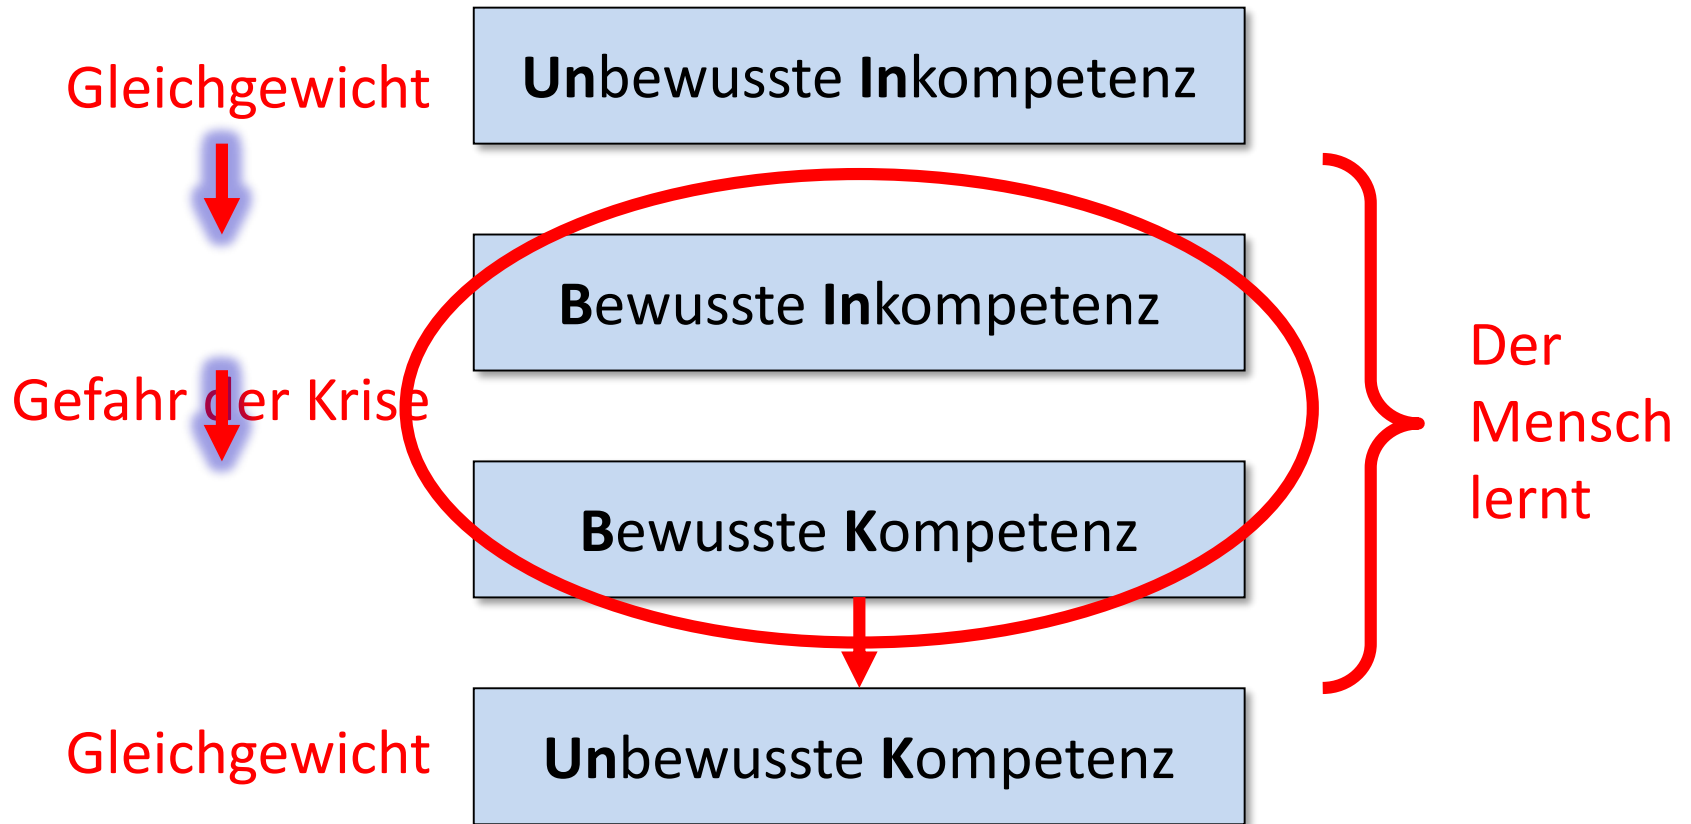 Gleichgewicht
Unbewusste Inkompetenz
Bewusste Inkompetenz
Gefahr der Krise
Der
Mensch
lernt
Bewusste Kompetenz
Gleichgewicht
Unbewusste Kompetenz